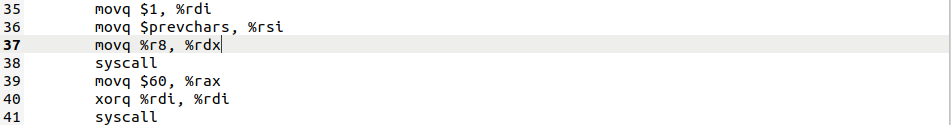 35 movq $1, %rdi
36 movq $prevchars, %rsi
37 movq %r8, %rdx
38 syscall
39 movq $60, %rax
40 xorq %rdi, %rdi
41 syscall